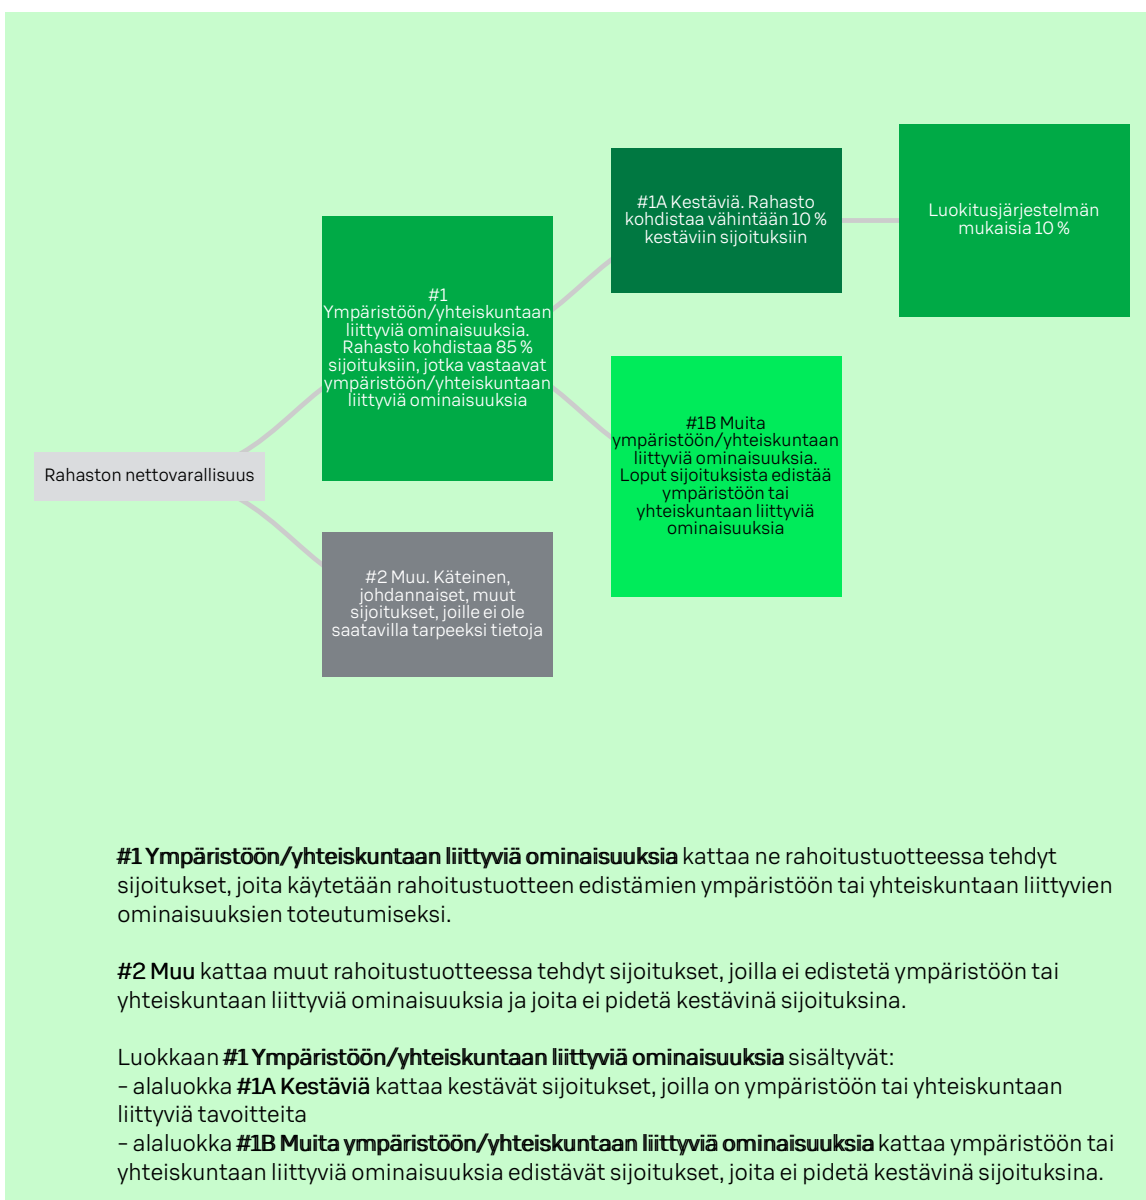 #1A Kestäviä. Rahasto
kohdistaa vähintään 10 %
kestäviin sijoituksiin
Luokitusjärjestelmän
mukaisia 10 %
#1
Ympäristöön/yhteiskuntaan
liittyviä ominaisuuksia.
Rahasto kohdistaa 85 %
sijoituksiin, jotka vastaavat
ympäristöön/yhteiskuntaan
liittyviä ominaisuuksia
#1B Muita
ympäristöön/yhteiskuntaan
liittyviä ominaisuuksia.
Loput sijoituksista edistää
ympäristöön tai
yhteiskuntaan liittyviä
ominaisuuksia
Rahaston nettovarallisuus
#2 Muu. Käteinen,
johdannaiset, muut
sijoitukset, joille ei ole
saatavilla tarpeeksi tietoja
#1 Ympäristöön/yhteiskuntaan liittyviä ominaisuuksia kattaa ne rahoitustuotteessa tehdyt
sijoitukset, joita käytetään rahoitustuotteen edistämien ympäristöön tai yhteiskuntaan liittyvien
ominaisuuksien toteutumiseksi.
#2 Muu kattaa muut rahoitustuotteessa tehdyt sijoitukset, joilla ei edistetä ympäristöön tai
yhteiskuntaan liittyviä ominaisuuksia ja joita ei pidetä kestävinä sijoituksina.
Luokkaan #1 Ympäristöön/yhteiskuntaan liittyviä ominaisuuksia sisältyvät:
- alaluokka #1A Kestäviä kattaa kestävät sijoitukset, joilla on ympäristöön tai yhteiskuntaan
liittyviä tavoitteita
- alaluokka #1B Muita ympäristöön/yhteiskuntaan liittyviä ominaisuuksia kattaa ympäristöön tai
yhteiskuntaan liittyviä ominaisuuksia edistävät sijoitukset, joita ei pidetä kestävinä sijoituksina.